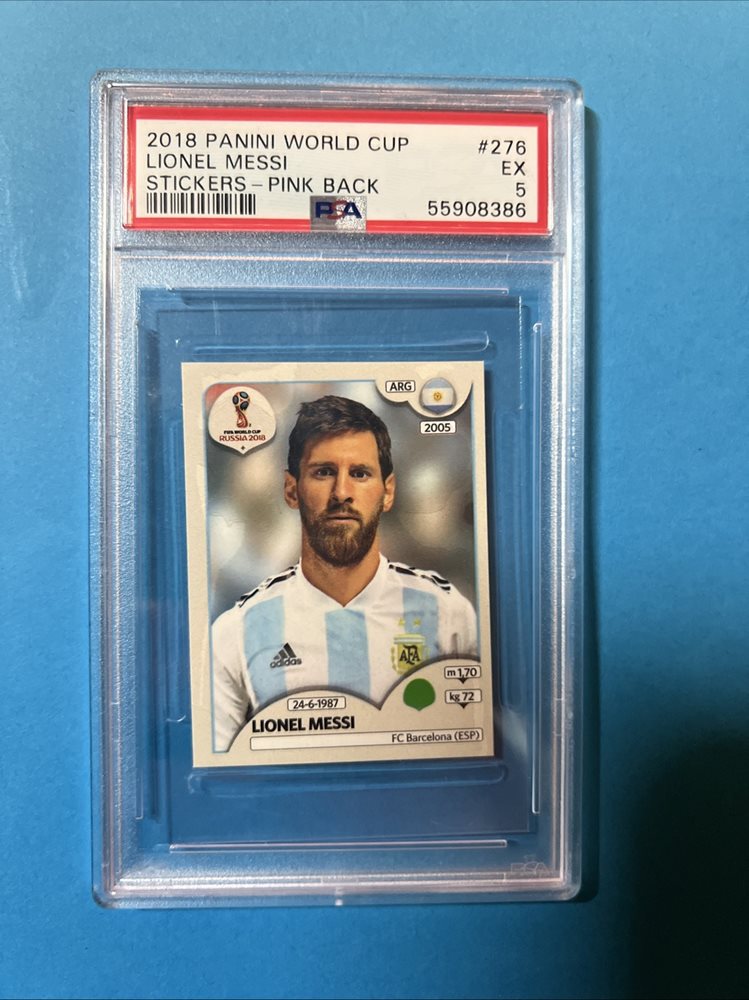 2018 PANINI WORLD CUP #276
LIONEL MESSI EX
STICKERS - PINK BACK 5
PSA 55908386
ARG
2005
FIFA WORLD CUP
RUSSIA 2018
adidas
AFA
m 1,70
kg 72
24-6-1987
LIONEL MESSI
FC Barcelona (ESP)
PSA